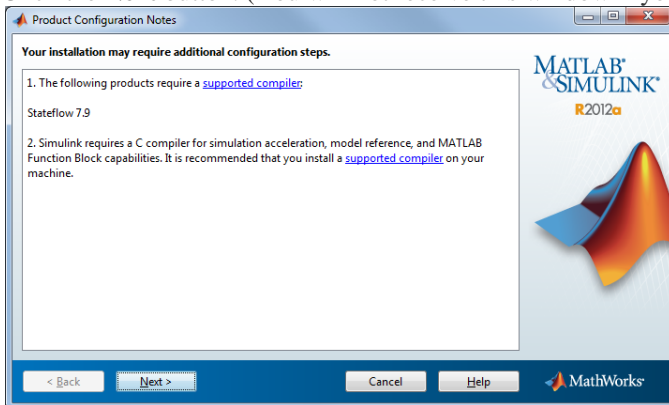 Product Configuration Notes
Your installation may require additional configuration steps.
1. The following products require a supported compiler:
Stateflow 7.9
2. Simulink requires a C compiler for simulation acceleration, model reference, and MATLAB
Function Block capabilities. It is recommended that you install a supported compiler on your
machine.
MATLAB®
&SIMULINK®
R2012a
< Back
Next >
Cancel
Help
MathWorks®